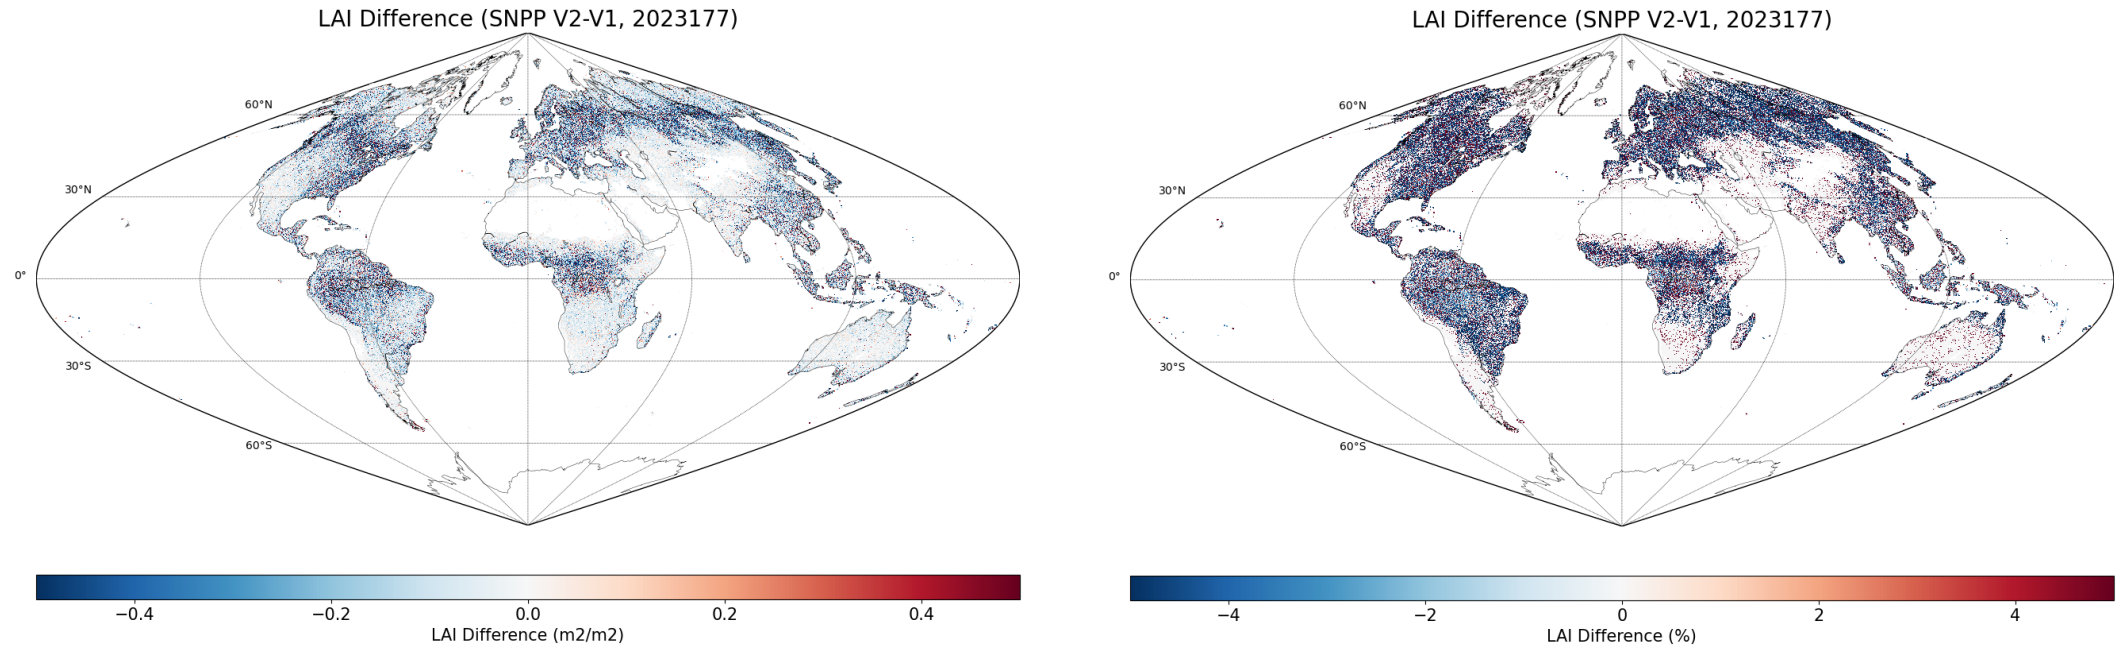 LAI Difference (SNPP V2-V1, 2023177)
60°N
30°N
0°
30°S
60°S
−0.4 −0.2 0.0 0.2 0.4
LAI Difference (m2/m2)
LAI Difference (SNPP V2-V1, 2023177)
60°N
30°N
0°
30°S
60°S
−4 −2 0 2 4
LAI Difference (%)